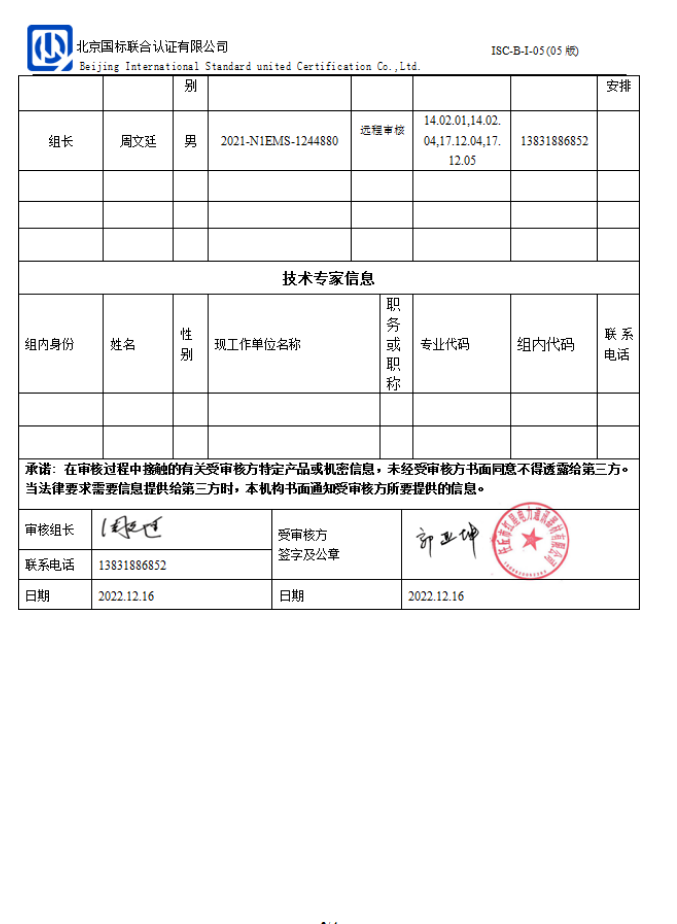 北京国标联合认证有限公司
ISC-B-I-05(05 版)
Beijing International Standard united Certification Co.,Ltd.
别
安排
组长 周文廷 男 2021-N1EMS-1244880 远程审核 14.02.01,14.02.04,17.12.04,17.12.05 13831886852
技术专家信息
组内身份 姓名 性别 现工作单位名称 职务或职称 专业代码 组内代码 联系电话
承诺：在审核过程中接触的有关受审核方特定产品或机密信息，未经受审核方书面同意不得透露给第三方。
当法律要求需要信息提供给第三方时，本机构书面通知受审核方所要提供的信息。
审核组长 周文廷 受审核方签字及公章 郭亚坤
联系电话 13831886852
日期 2022.12.16 日期 2022.12.16